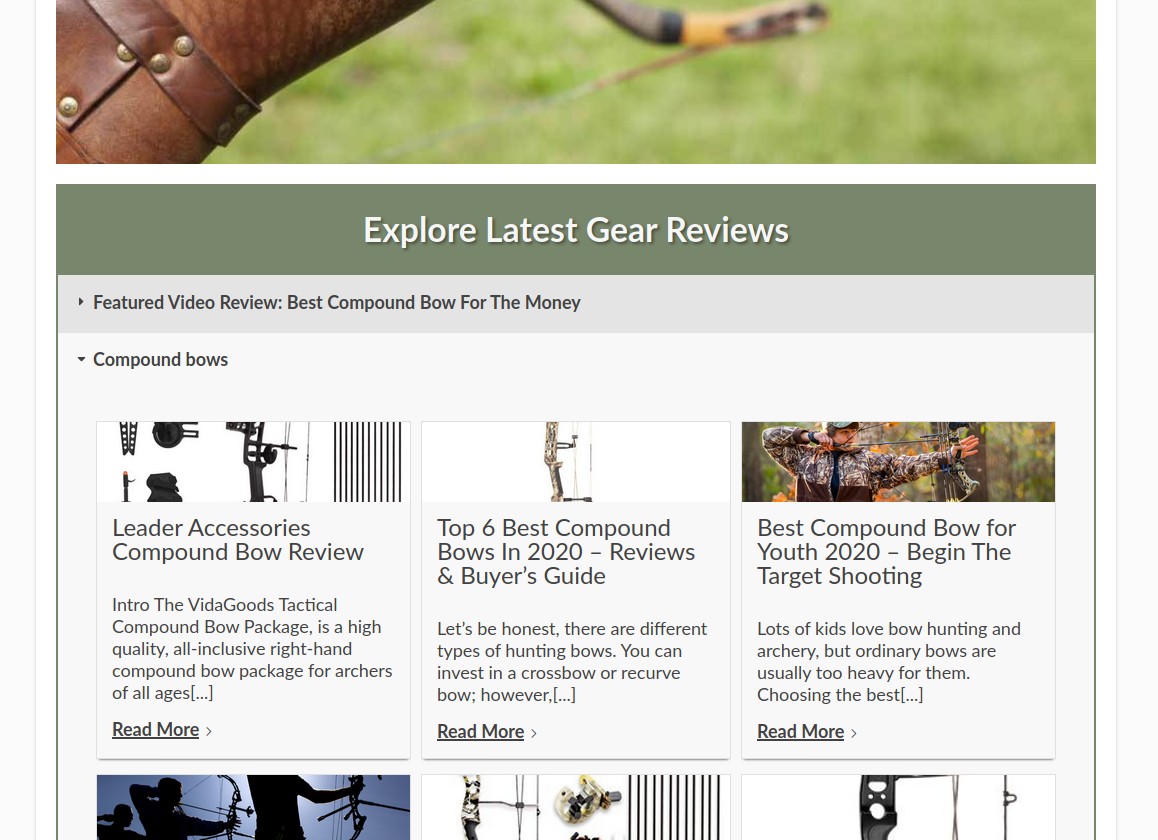 Explore Latest Gear Reviews
Featured Video Review: Best Compound Bow For The Money
Compound bows
Leader Accessories
Compound Bow Review
Intro The VidaGoods Tactical
Compound Bow Package, is a high
quality, all-inclusive right-hand
compound bow package for archers
of all ages[...]
Read More
Top 6 Best Compound
Bows In 2020 – Reviews
& Buyer’s Guide
Let’s be honest, there are different
types of hunting bows. You can
invest in a crossbow or recurve
bow; however,[...]
Read More
Best Compound Bow for
Youth 2020 – Begin The
Target Shooting
Lots of kids love bow hunting and
archery, but ordinary bows are
usually too heavy for them.
Choosing the best[...]
Read More